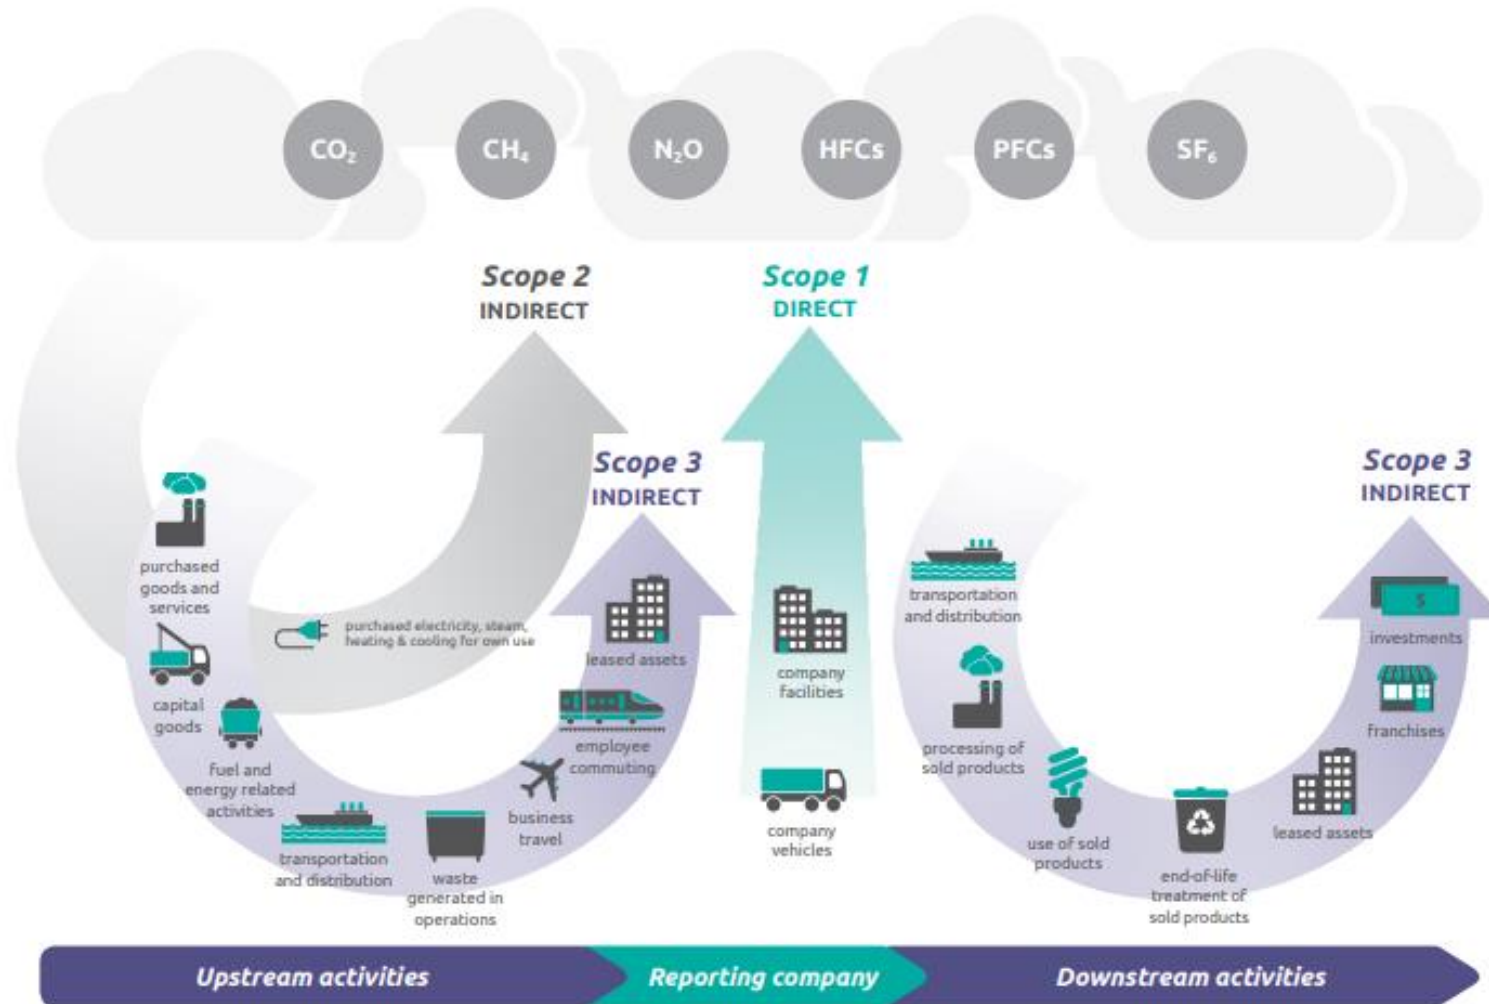 CO₂
CH₄
N₂O
HFCs
PFCs
SF₆
Scope 2
INDIRECT
Scope 1
DIRECT
Scope 3
INDIRECT
Scope 3
INDIRECT
purchased
goods and
services
purchased electricity, steam,
heating & cooling for own use
capital
goods
fuel and
energy related
activities
transportation
and distribution
waste
generated in
operations
business
travel
employee
commuting
leased assets
company
facilities
company
vehicles
transportation
and distribution
processing of
sold products
use of sold
products
end-of-life
treatment of
sold products
leased assets
franchises
$
investments
Upstream activities
Reporting company
Downstream activities